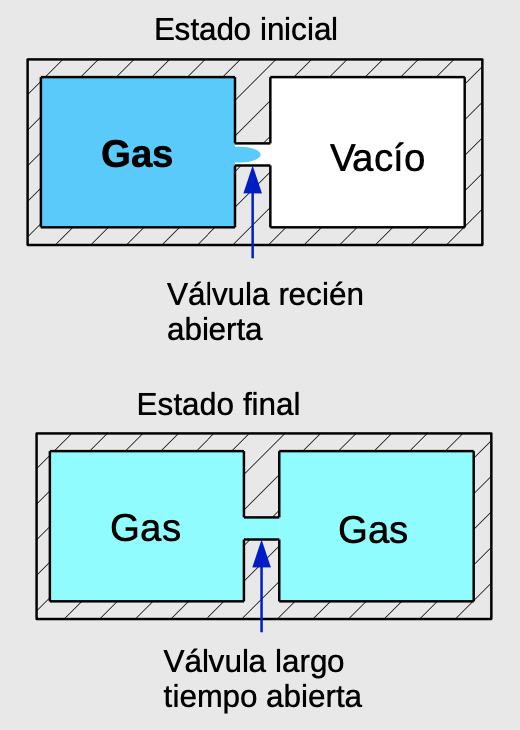 Estado inicial
Gas
Vacío
Válvula recién
abierta
Estado final
Gas
Gas
Válvula largo
tiempo abierta